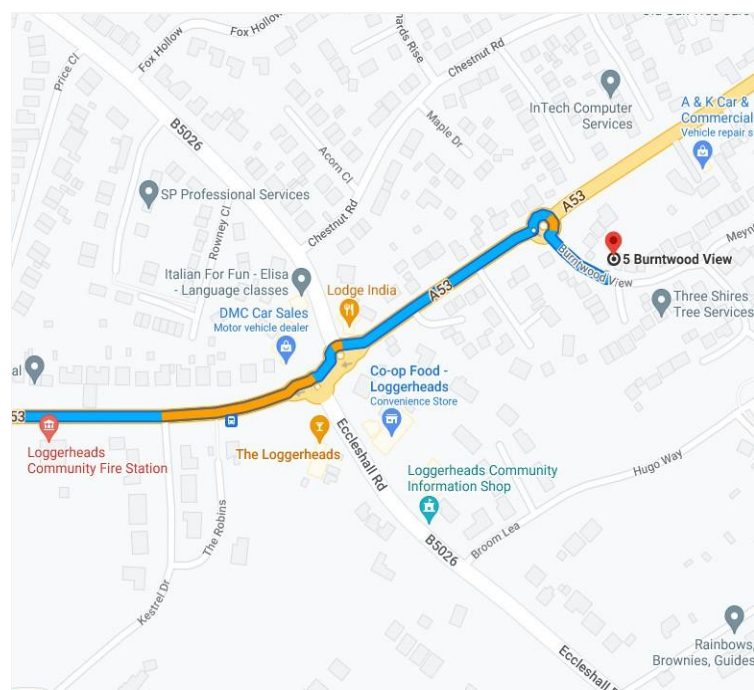 Fox Hollow
Fox Hollow
Price Cl
Chestnut Rd
B5026
Maple Dr
InTech Computer
Services
A & K Car &
Commercial
Vehicle repair s
Acorn Cl
SP Professional Services
Rowney Cl
Chestnut Rd
A53
5 Burntwood View
Burntwood View
Italian For Fun - Elisa
- Language classes
Lodge India
A53
Three Shires
Tree Services
DMC Car Sales
Motor vehicle dealer
al
Co-op Food -
Loggerheads
Convenience Store
53
Loggerheads
Community Fire Station
The Loggerheads
Eccleshall Rd
Loggerheads Community
Information Shop
Hugo Way
B5026
Broom Lea
The Robins
Kestrel Dr
Rainbows,
Brownies, Guides
Eccleshall R